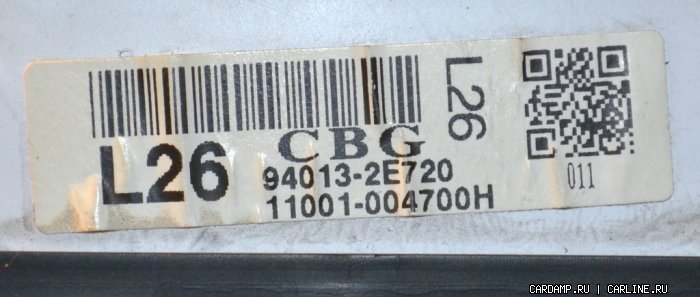 L26
CBG
L26
94013-2E720
11001-004700H
011
CARDAMP.RU | CARLINE.RU